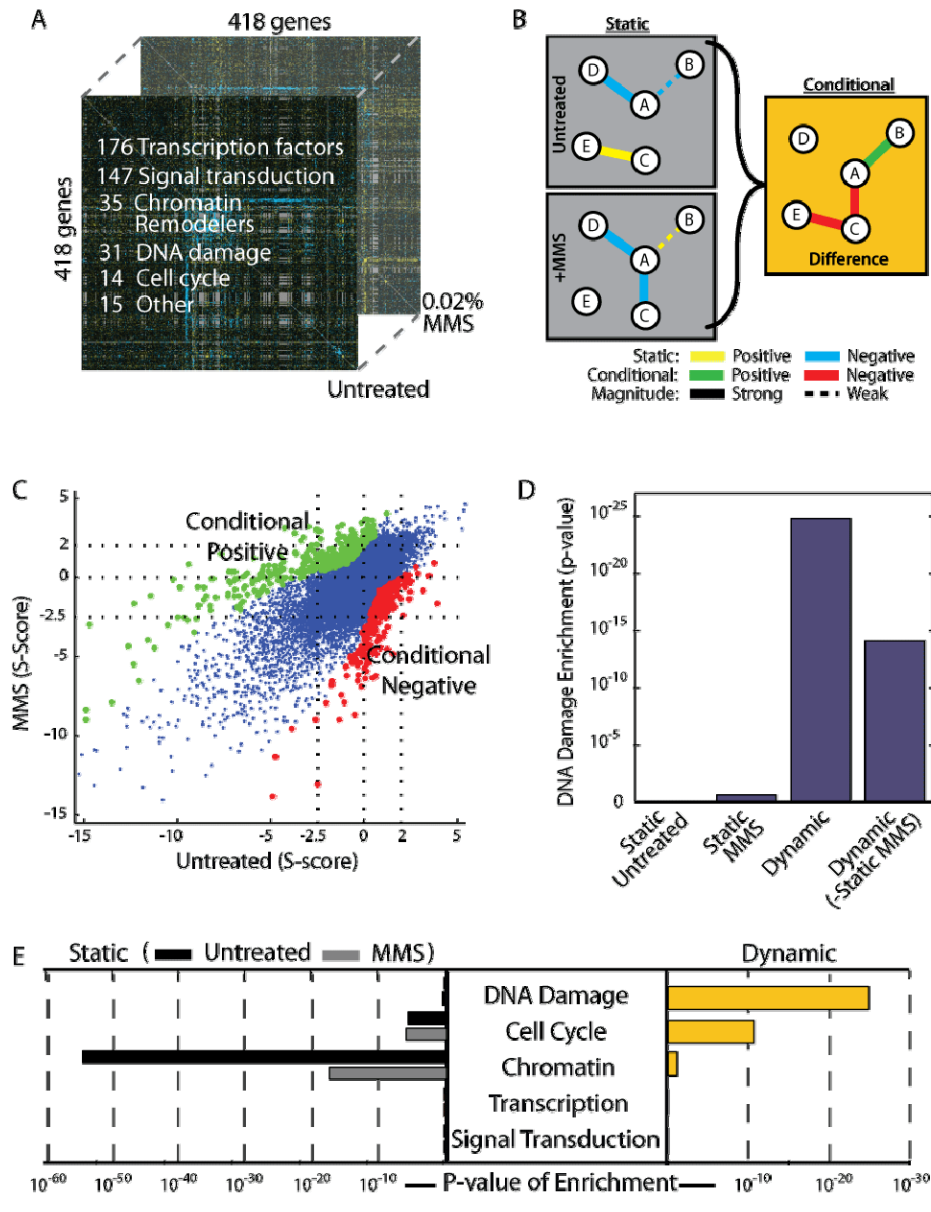 A
418 genes
418 genes
176 Transcription factors
147 Signal transduction
35 Chromatin
Remodelers
31 DNA damage
14 Cell cycle
15 Other
0.02%
MMS
Untreated
B
Static
Untreated
D
B
A
E
C
+MMS
D
B
A
E
C
Conditional
D
B
A
E
C
Difference
Static: Positive Negative
Conditional: Positive Negative
Magnitude: Strong Weak
C
MMS (S-Score)
5
2
0
-2.5
-5
-10
-15
Conditional
Positive
Conditional
Negative
-15 -10 -5 -2.5 0 2 5
Untreated (S-score)
D
DNA Damage Enrichment (p-value)
10-25
10-20
10-15
10-10
10-5
0
Static
Untreated
Static
MMS
Dynamic
Dynamic
(-Static MMS)
E
Static ( Untreated MMS)
Dynamic
DNA Damage
Cell Cycle
Chromatin
Transcription
Signal Transduction
10-60 10-50 10-40 10-30 10-20 10-10 P-value of Enrichment 10-10 10-20 10-30